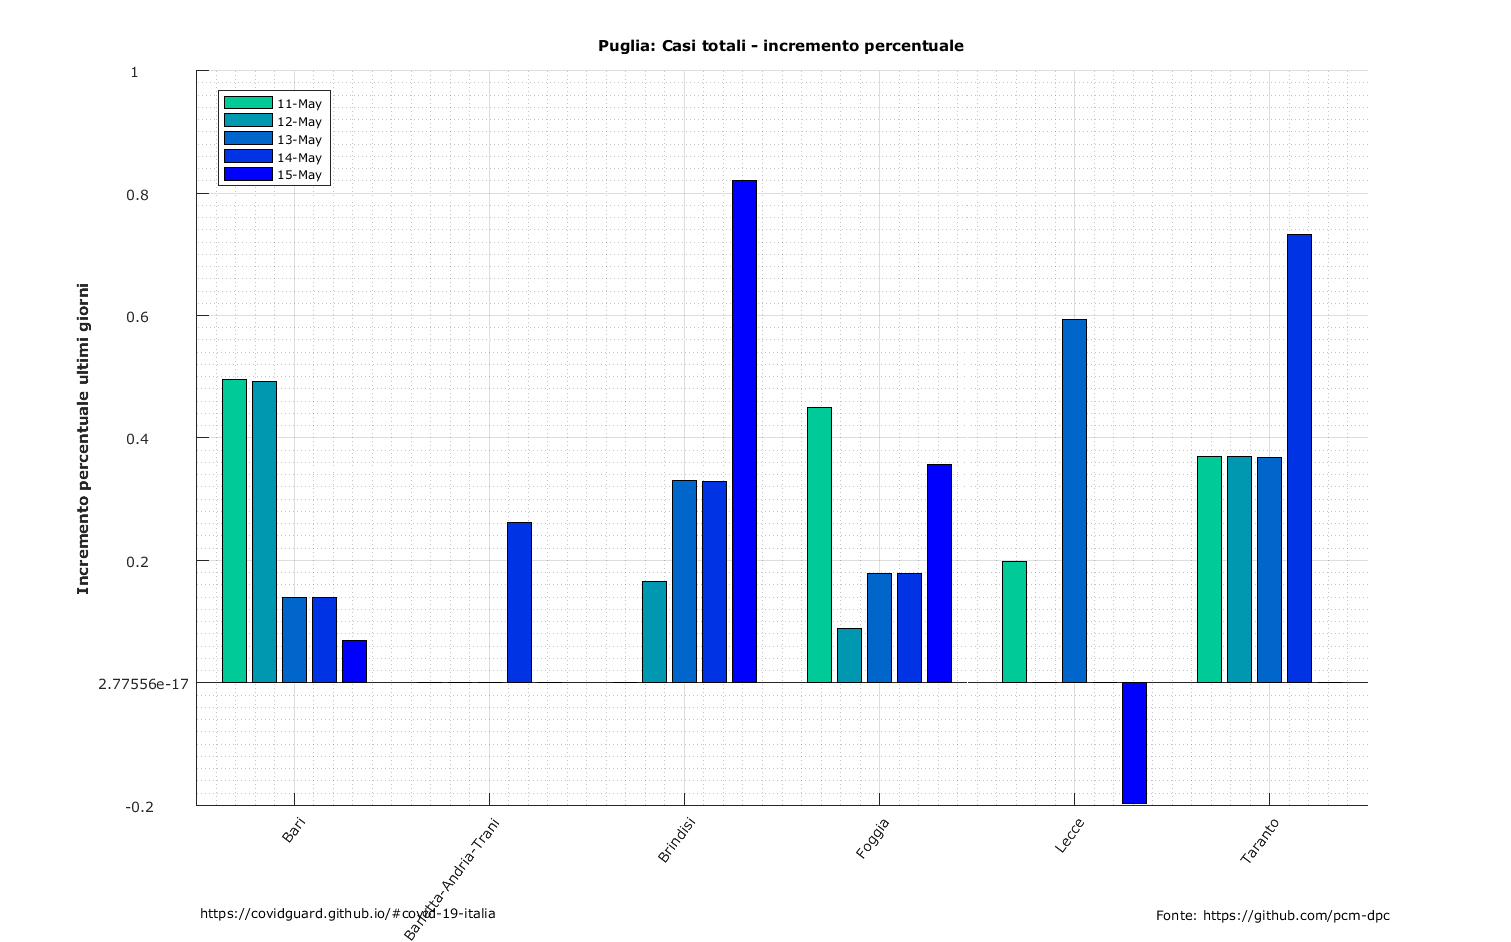 Puglia: Casi totali - incremento percentuale
1
0.8
0.6
0.4
0.2
2.77556e-17
-0.2
Incremento percentuale ultimi giorni
11-May
12-May
13-May
14-May
15-May
Bari
Barletta-Andria-Trani
Brindisi
Foggia
Lecce
Taranto
https://covidguard.github.io/#covid-19-italia
Fonte: https://github.com/pcm-dpc